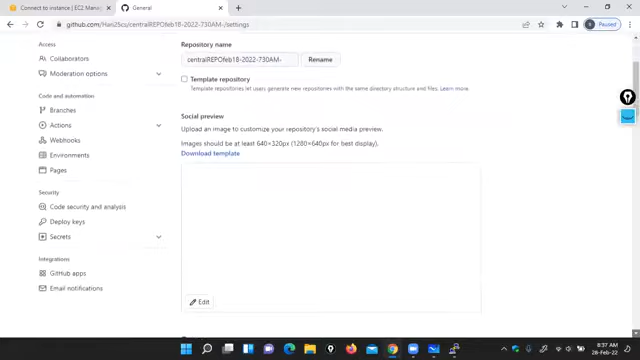 Connect to instance | EC2 Manag
General
github.com/Hari25cs/centralREPOfeb18-2022-730AM-/settings
Paused
Access
Collaborators
Moderation options
Code and automation
Branches
Actions
Webhooks
Environments
Pages
Security
Code security and analysis
Deploy keys
Secrets
Integrations
GitHub apps
Email notifications
Repository name
centralREPOfeb18-2022-730AM-
Rename
Template repository
Template repositories let users generate new repositories with the same directory structure and files. Learn more.
Social preview
Upload an image to customize your repository's social media preview.
Images should be at least 640×320px (1280×640px for best display).
Download template
Edit
8:37 AM
28-Feb-22